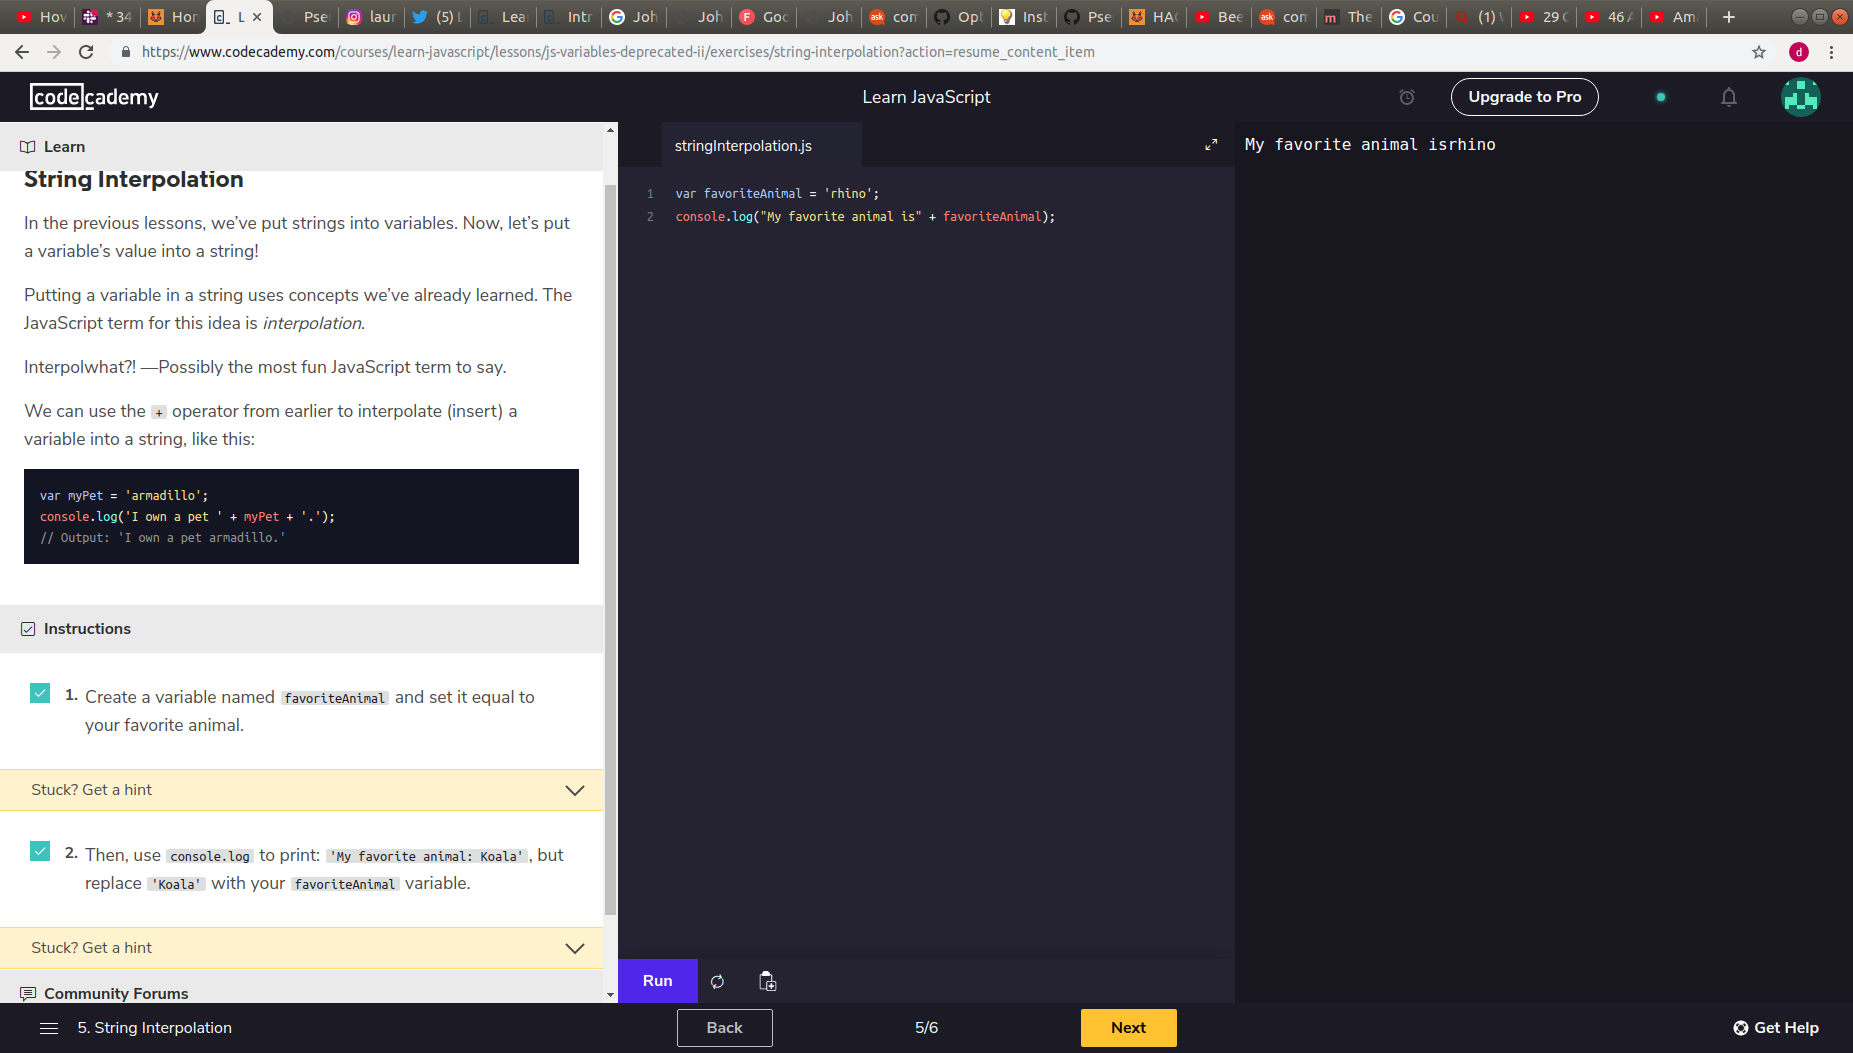 How
* 34
Hor
L
Pse
laur
(5) L
Lear
Intr
Joh
Joh
Goo
Joh
com
Opt
Inst
Pse
HAC
Bee
com
The
Cou
(1)
29
46
Am
https://www.codecademy.com/courses/learn-javascript/lessons/js-variables-deprecated-ii/exercises/string-interpolation?action=resume_content_item
d
codecademy
Learn JavaScript
Upgrade to Pro
Learn
String Interpolation
In the previous lessons, we’ve put strings into variables. Now, let’s put
a variable’s value into a string!
Putting a variable in a string uses concepts we’ve already learned. The
JavaScript term for this idea is interpolation.
Interpolwhat?! —Possibly the most fun JavaScript term to say.
We can use the + operator from earlier to interpolate (insert) a
variable into a string, like this:
var myPet = 'armadillo';
console.log('I own a pet ' + myPet + '.');
// Output: 'I own a pet armadillo.'
Instructions
1. Create a variable named favoriteAnimal and set it equal to
your favorite animal.
Stuck? Get a hint
2. Then, use console.log to print: 'My favorite animal: Koala', but
replace 'Koala' with your favoriteAnimal variable.
Stuck? Get a hint
Community Forums
stringInterpolation.js
1 var favoriteAnimal = 'rhino';
2 console.log("My favorite animal is" + favoriteAnimal);
Run
My favorite animal isrhino
5. String Interpolation
Back
5/6
Next
Get Help